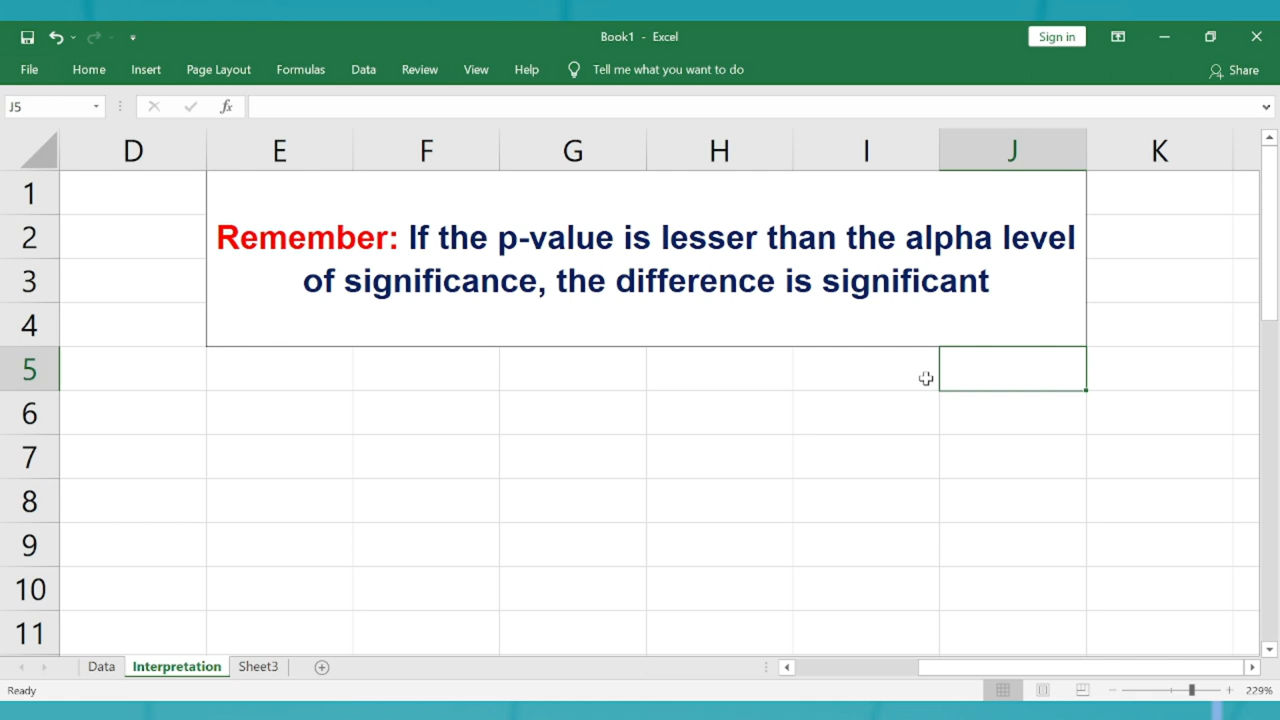 Book1 - Excel
Sign in
File Home Insert Page Layout Formulas Data Review View Help Tell me what you want to do Share
J5 fx
D E F G H I J K
1
Remember: If the p-value is lesser than the alpha level
2
of significance, the difference is significant
3
4
5
6
7
8
9
10
11
Data Interpretation Sheet3
Ready 229%